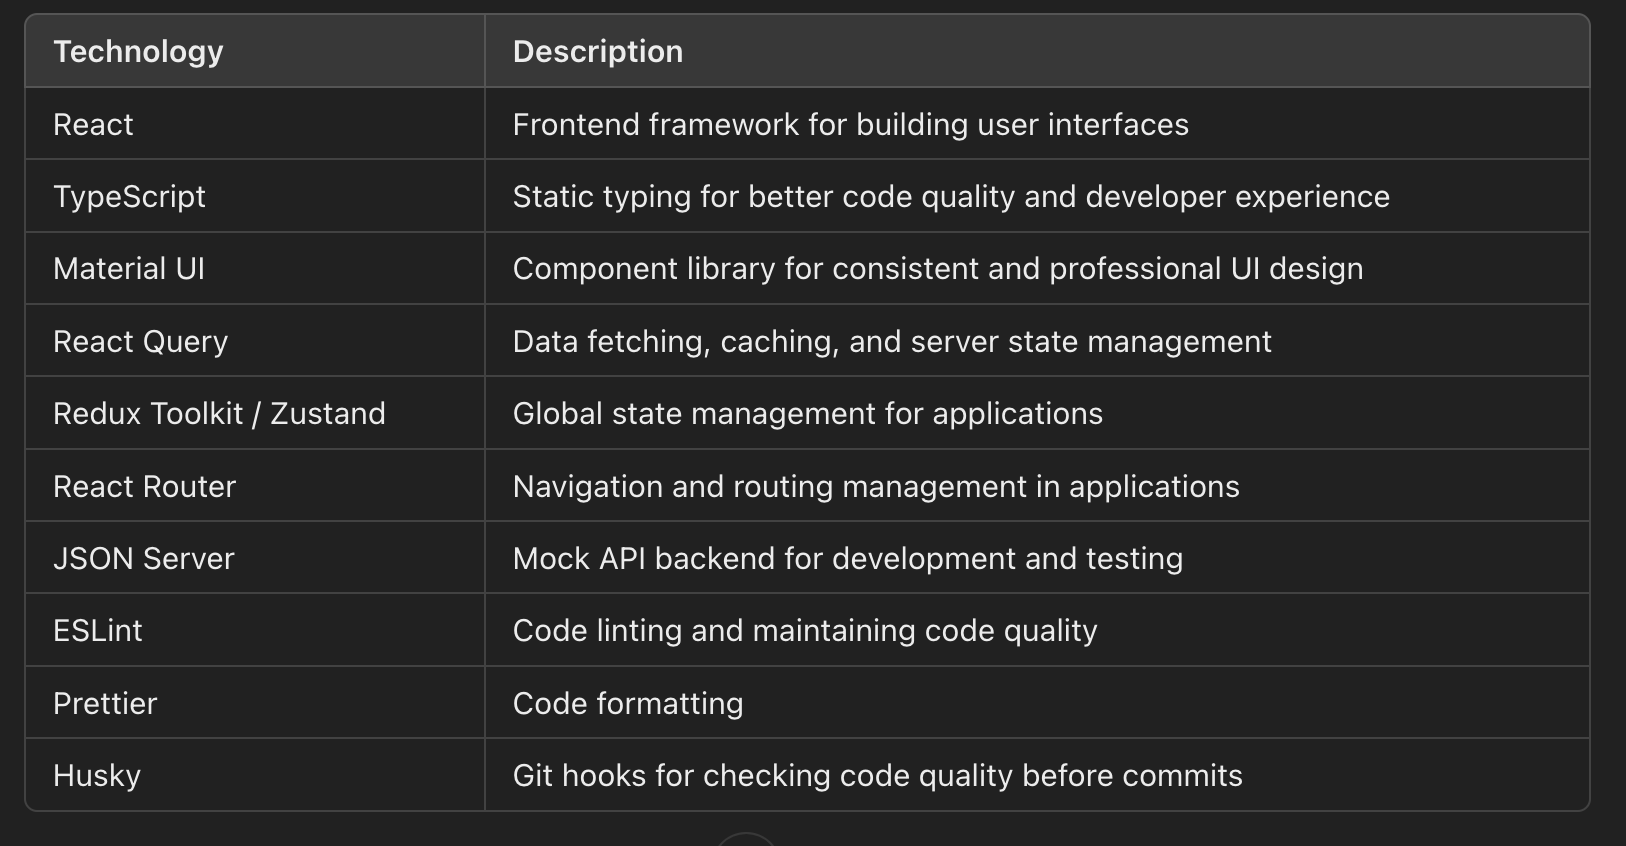 Technology Description
React Frontend framework for building user interfaces
TypeScript Static typing for better code quality and developer experience
Material UI Component library for consistent and professional UI design
React Query Data fetching, caching, and server state management
Redux Toolkit / Zustand Global state management for applications
React Router Navigation and routing management in applications
JSON Server Mock API backend for development and testing
ESLint Code linting and maintaining code quality
Prettier Code formatting
Husky Git hooks for checking code quality before commits